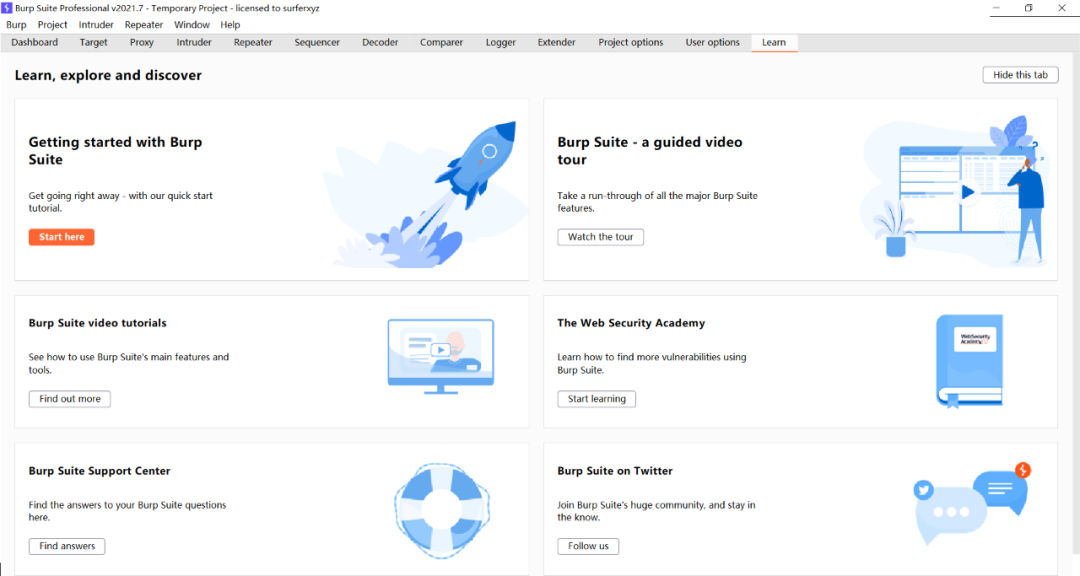 Burp Suite Professional v2021.7 - Temporary Project - licensed to surferxyz
Burp Project Intruder Repeater Window Help
Dashboard Target Proxy Intruder Repeater Sequencer Decoder Comparer Logger Extender Project options User options Learn
Learn, explore and discover
Hide this tab
Getting started with Burp
Suite
Get going right away - with our quick start
tutorial.
Start here
Burp Suite - a guided video
tour
Take a run-through of all the major Burp Suite
features.
Watch the tour
Burp Suite video tutorials
See how to use Burp Suite's main features and
tools.
Find out more
The Web Security Academy
Learn how to find more vulnerabilities using
Burp Suite.
Start learning
WebSecurity
Academy
Burp Suite Support Center
Find the answers to your Burp Suite questions
here.
Find answers
Burp Suite on Twitter
Join Burp Suite's huge community, and stay in
the know.
Follow us